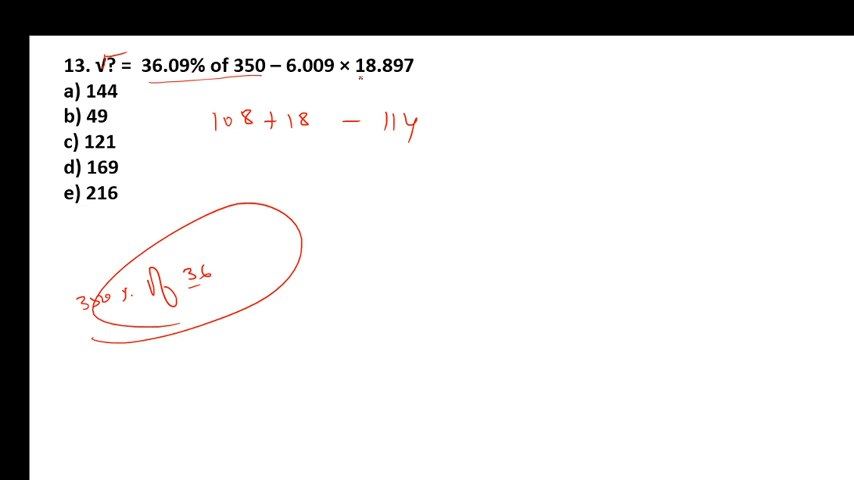 13. √? = 36.09% of 350 – 6.009 × 18.897
a) 144
b) 49
c) 121
d) 169
e) 216
108 + 18 – 114
350 %. of 36